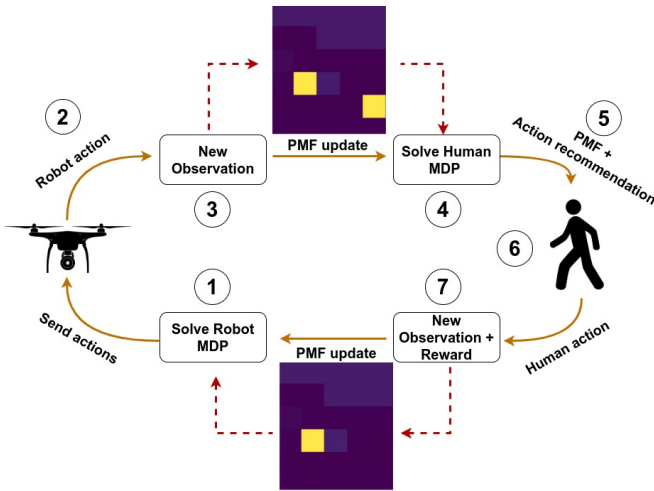 2
Robot action
New
Observation
3
PMF update
Solve Human
MDP
4
5
PMF +
Action recommendation
6
1
Solve Robot
MDP
Send actions
PMF update
7
New
Observation +
Reward
Human action